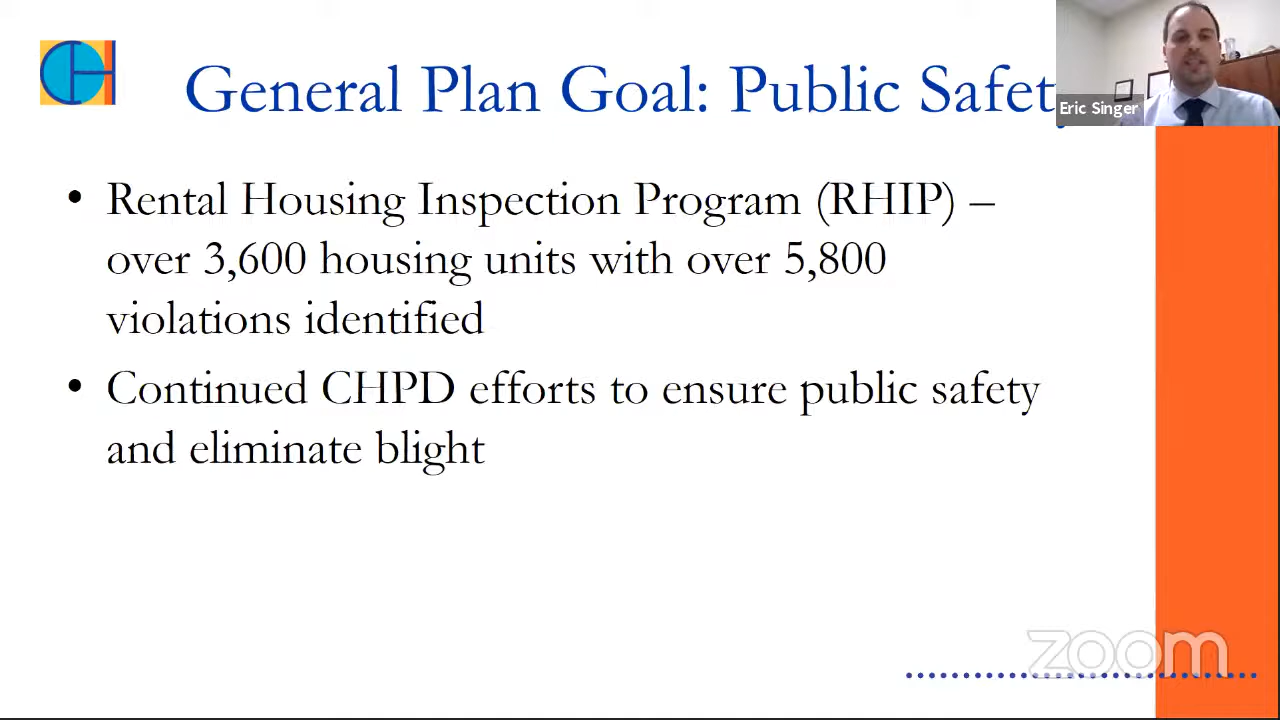 General Plan Goal: Public Safety
Eric Singer
• Rental Housing Inspection Program (RHIP) –
over 3,600 housing units with over 5,800
violations identified
• Continued CHPD efforts to ensure public safety
and eliminate blight
zoom